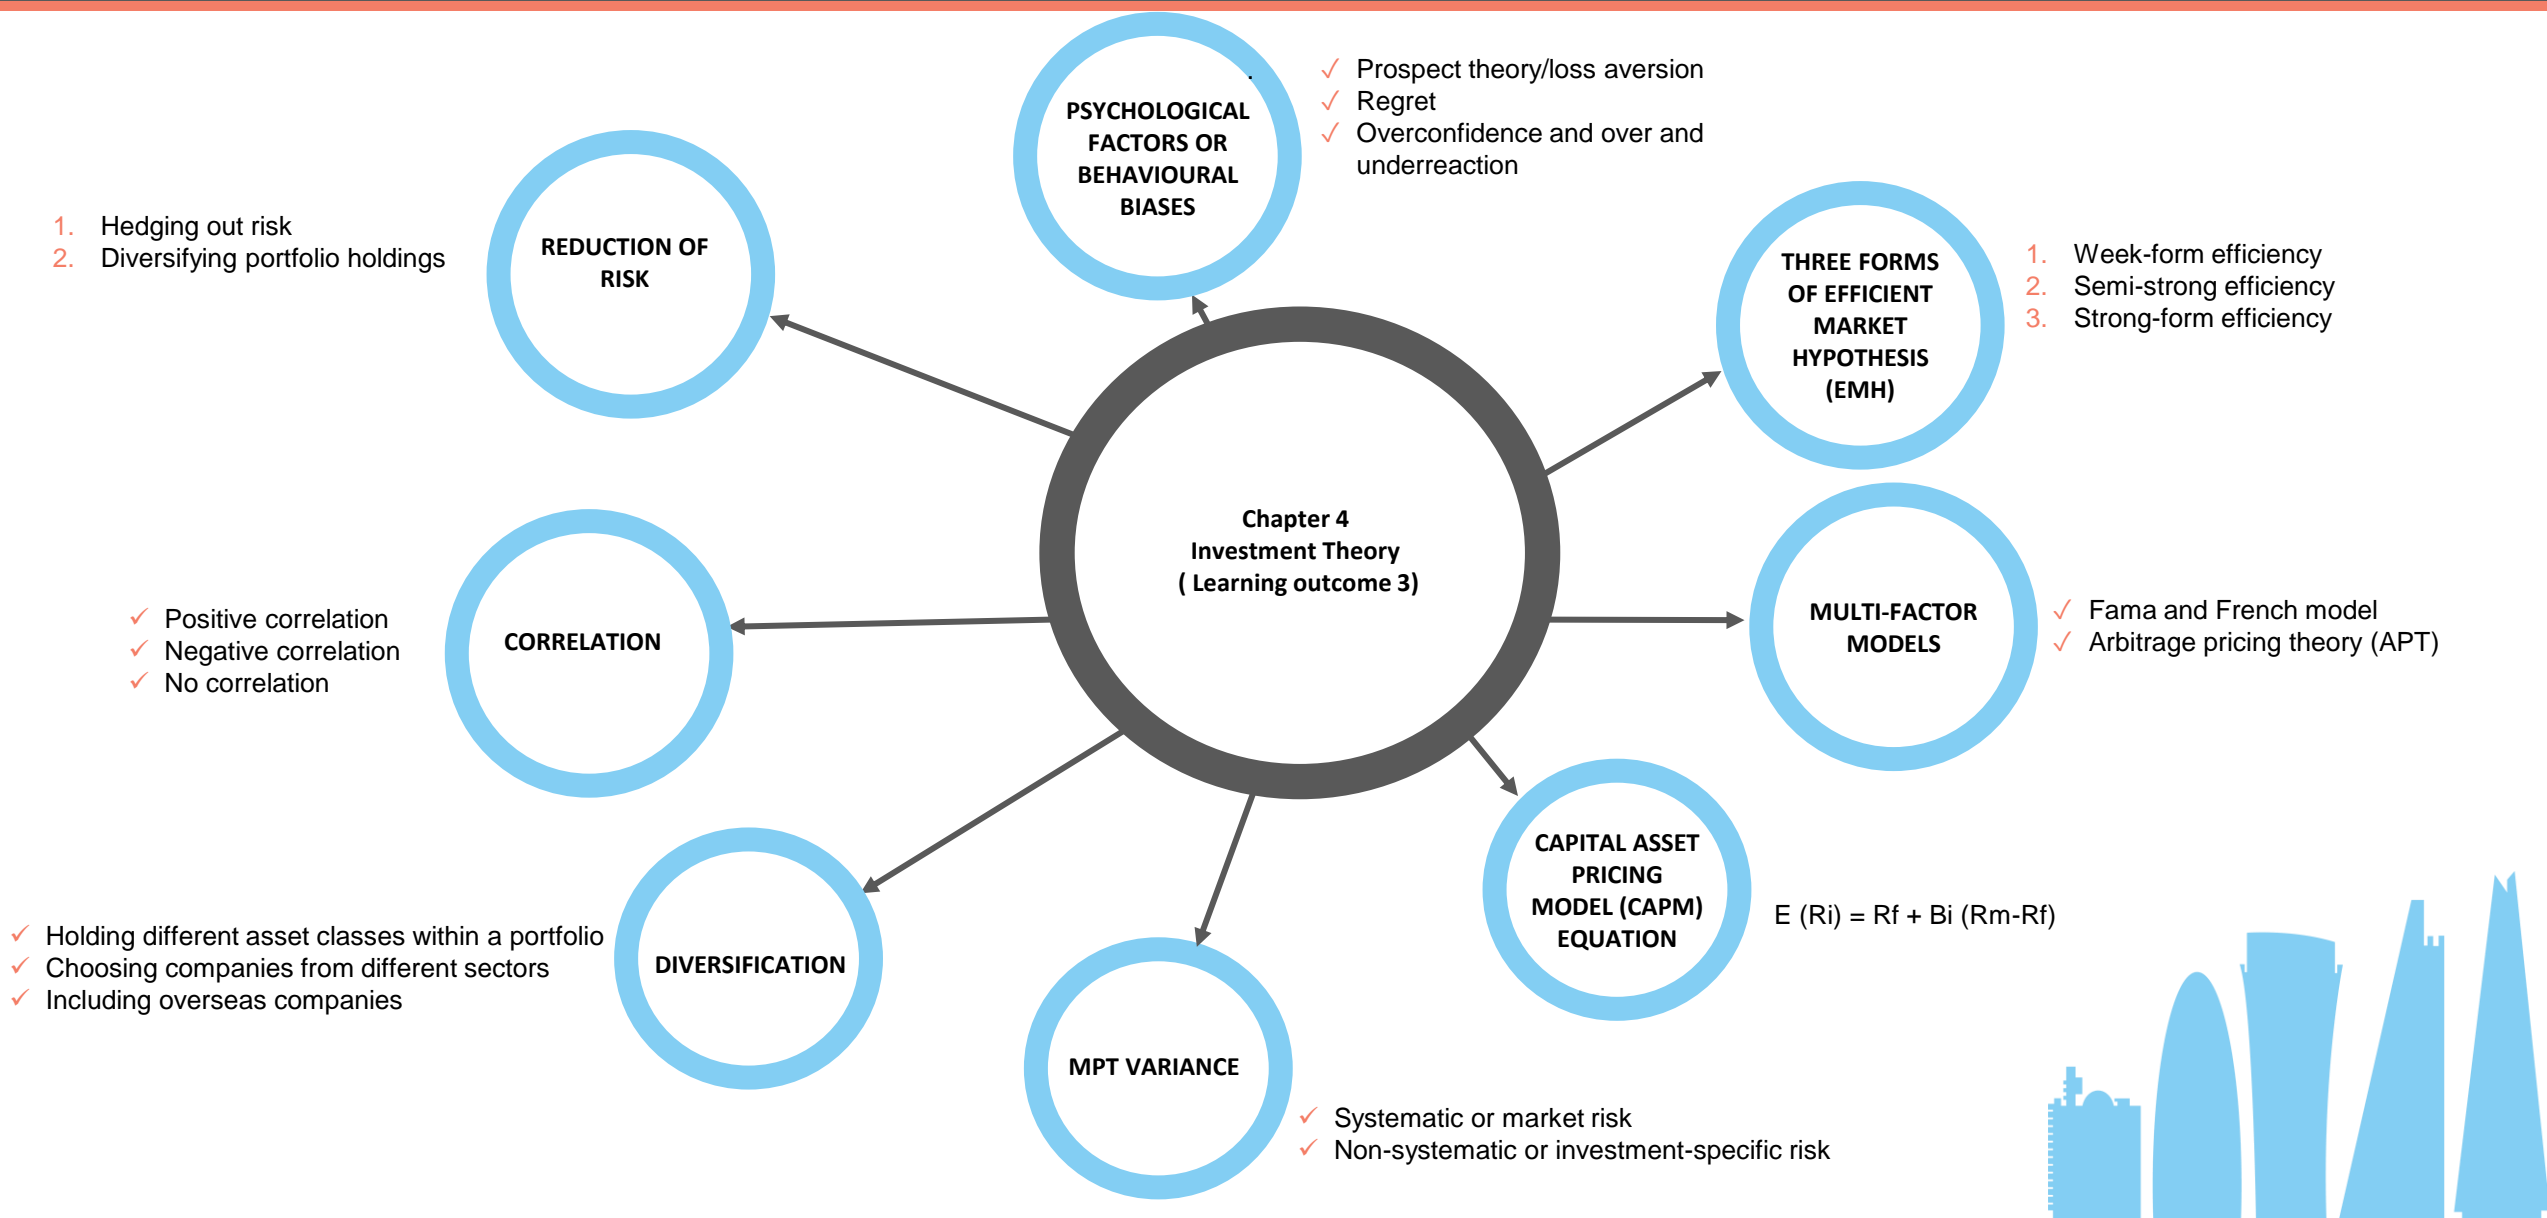 Chapter 4
Investment Theory
( Learning outcome 3)
PSYCHOLOGICAL
FACTORS OR
BEHAVIOURAL
BIASES
.
✓ Prospect theory/loss aversion
✓ Regret
✓ Overconfidence and over and
underreaction
THREE FORMS
OF EFFICIENT
MARKET
HYPOTHESIS
(EMH)
1. Week-form efficiency
2. Semi-strong efficiency
3. Strong-form efficiency
MULTI-FACTOR
MODELS
✓ Fama and French model
✓ Arbitrage pricing theory (APT)
CAPITAL ASSET
PRICING
MODEL (CAPM)
EQUATION
E (Ri) = Rf + Bi (Rm-Rf)
MPT VARIANCE
✓ Systematic or market risk
✓ Non-systematic or investment-specific risk
DIVERSIFICATION
✓ Holding different asset classes within a portfolio
✓ Choosing companies from different sectors
✓ Including overseas companies
CORRELATION
✓ Positive correlation
✓ Negative correlation
✓ No correlation
REDUCTION OF
RISK
1. Hedging out risk
2. Diversifying portfolio holdings